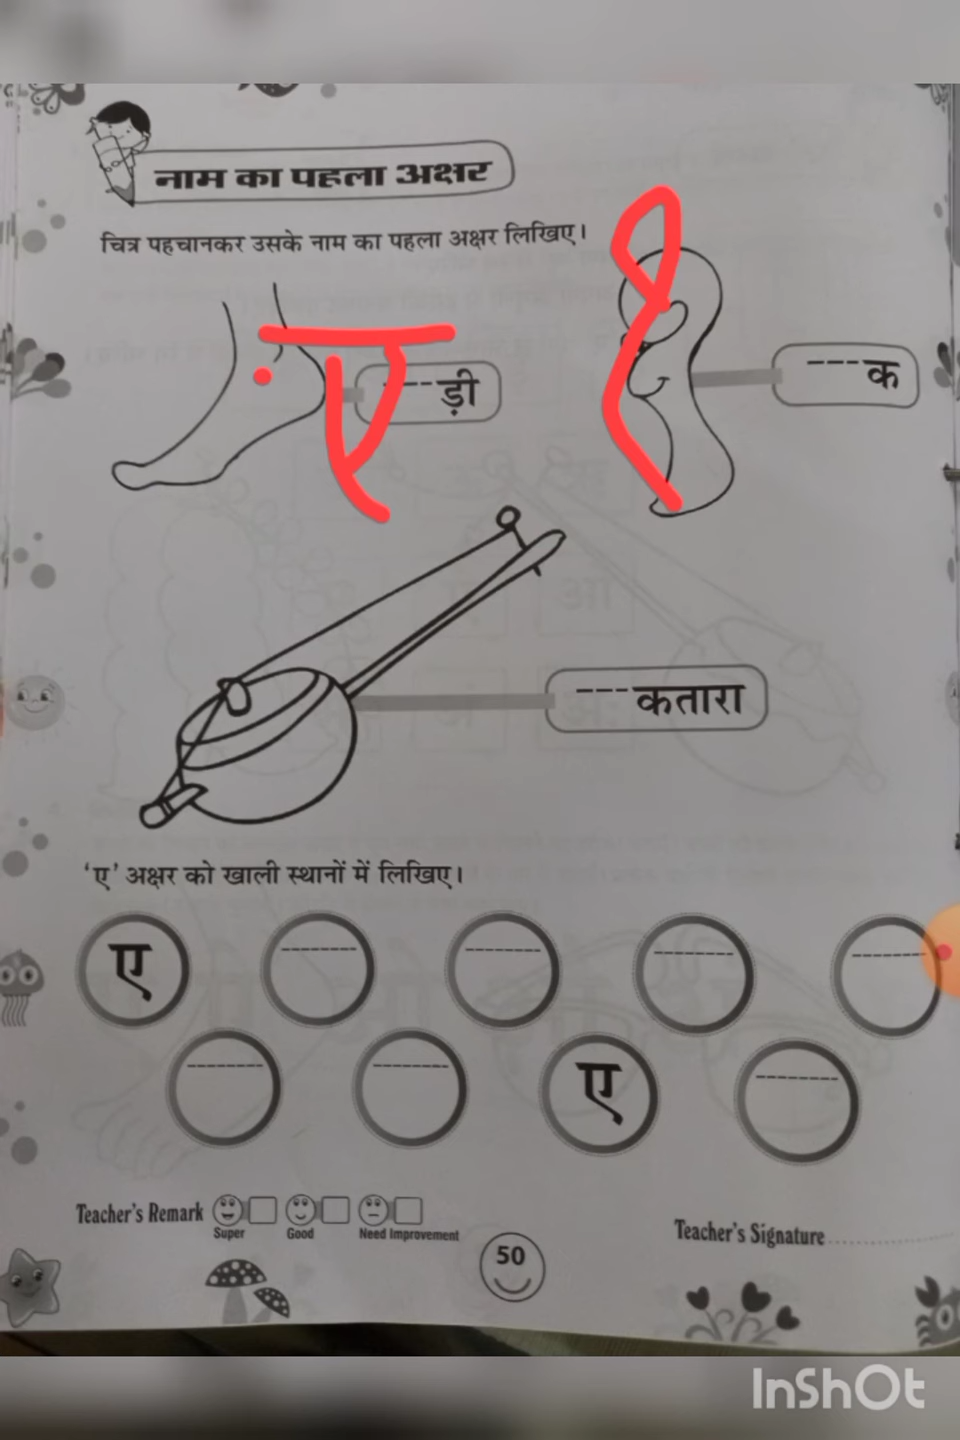 नाम का पहला अक्षर
चित्र पहचानकर उसके नाम का पहला अक्षर लिखिए।
ए
---ड़ी
१
---क
---कतारा
‘ए’ अक्षर को खाली स्थानों में लिखिए।
ए
ए
Teacher's Remark
Super Good Need Improvement
50
Teacher's Signature
InShOt